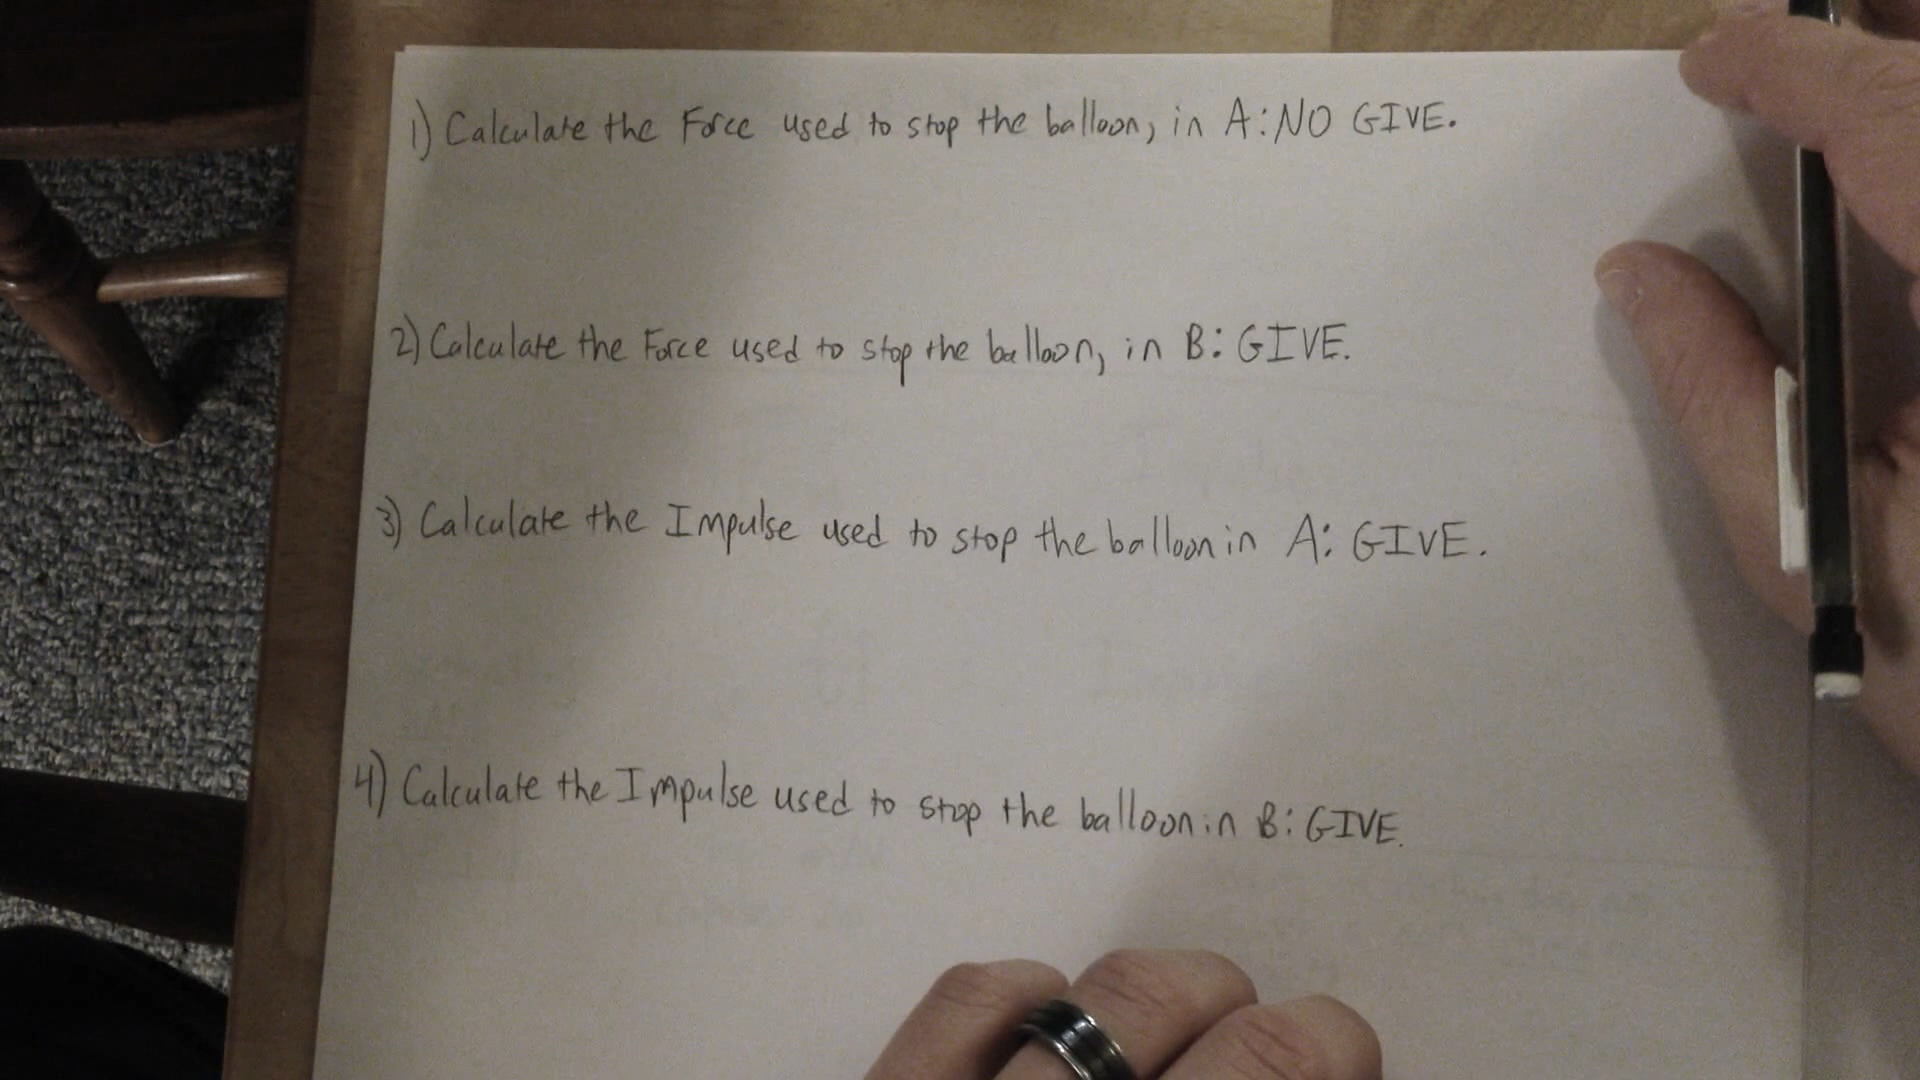 1) Calculate the Force used to stop the balloon, in A: NO GIVE.
2) Calculate the Force used to stop the balloon, in B: GIVE.
3) Calculate the Impulse used to stop the balloon in A: GIVE.
4) Calculate the Impulse used to stop the balloon in B: GIVE.